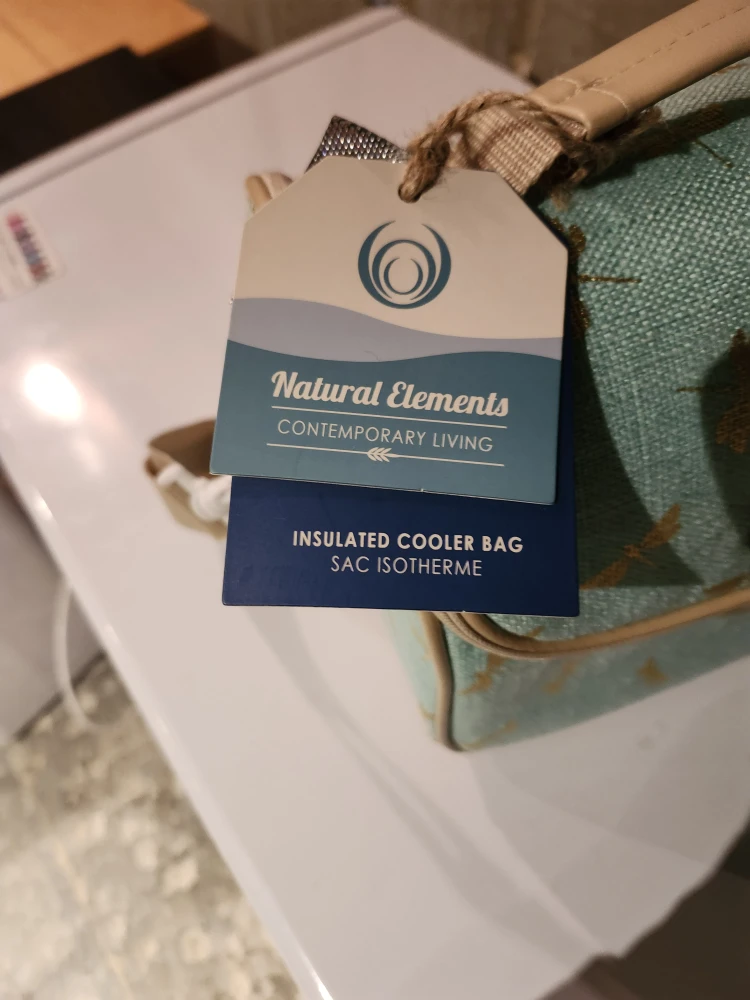 Natural Elements
CONTEMPORARY LIVING
INSULATED COOLER BAG
SAC ISOTHERME